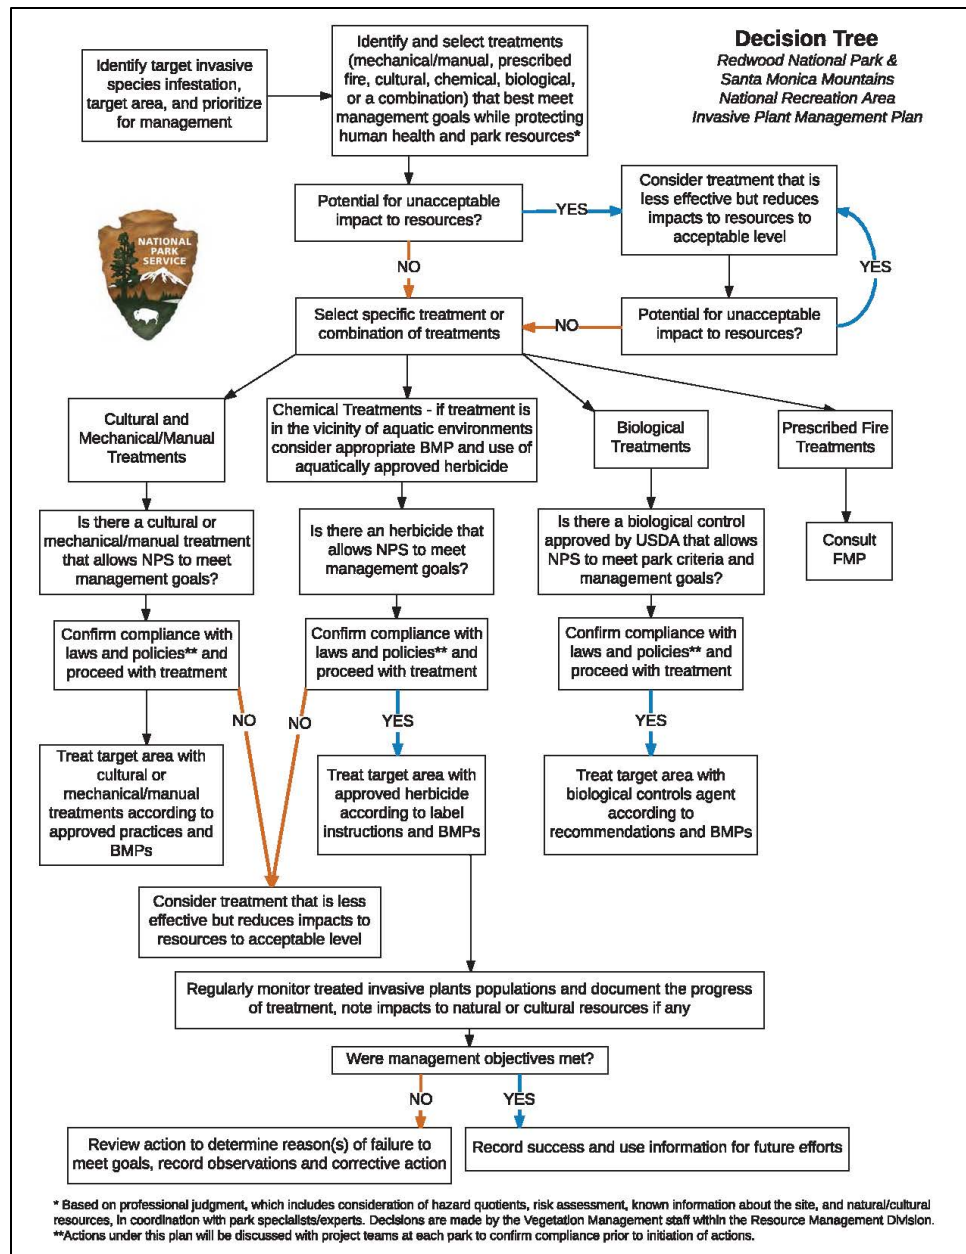 Decision Tree
Redwood National Park &
Santa Monica Mountains
National Recreation Area
Invasive Plant Management Plan
Identify target invasive
species infestation,
target area, and prioritize
for management
Identify and select treatments
(mechanical/manual, prescribed
fire, cultural, chemical, biological,
or a combination) that best meet
management goals while protecting
human health and park resources*
NATIONAL
PARK
SERVICE
Potential for unacceptable
impact to resources?
YES
Consider treatment that is
less effective but reduces
impacts to resources to
acceptable level
YES
NO
Select specific treatment or
combination of treatments
NO
Potential for unacceptable
impact to resources?
Cultural and
Mechanical/Manual
Treatments
Chemical Treatments - if treatment is
in the vicinity of aquatic environments
consider appropriate BMP and use of
aquatically approved herbicide
Biological
Treatments
Prescribed Fire
Treatments
Is there a cultural or
mechanical/manual treatment
that allows NPS to meet
management goals?
Is there an herbicide that
allows NPS to meet
management goals?
Is there a biological control
approved by USDA that allows
NPS to meet park criteria and
management goals?
Consult
FMP
Confirm compliance with
laws and policies** and
proceed with treatment
Confirm compliance with
laws and policies** and
proceed with treatment
Confirm compliance with
laws and policies** and
proceed with treatment
NO
NO
YES
YES
Treat target area with
cultural or
mechanical/manual
treatments according to
approved practices and
BMPs
Treat target area with
approved herbicide
according to label
instructions and BMPs
Treat target area with
biological controls agent
according to
recommendations and BMPs
Consider treatment that is less
effective but reduces impacts to
resources to acceptable level
Regularly monitor treated invasive plants populations and document the progress
of treatment, note impacts to natural or cultural resources if any
Were management objectives met?
NO
YES
Review action to determine reason(s) of failure to
meet goals, record observations and corrective action
Record success and use information for future efforts
* Based on professional judgment, which includes consideration of hazard quotients, risk assessment, known information about the site, and natural/cultural
resources, in coordination with park specialists/experts. Decisions are made by the Vegetation Management staff within the Resource Management Division.
**Actions under this plan will be discussed with project teams at each park to confirm compliance prior to initiation of actions.